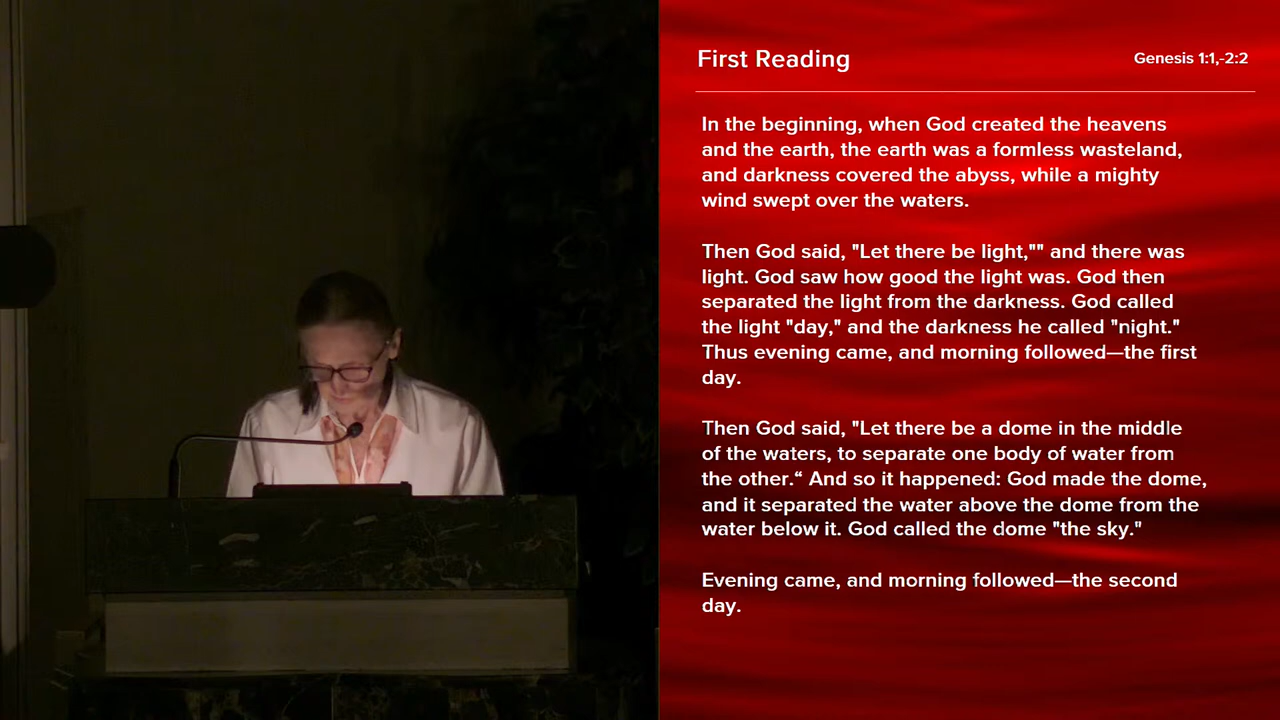 First Reading
Genesis 1:1,-2:2
In the beginning, when God created the heavens
and the earth, the earth was a formless wasteland,
and darkness covered the abyss, while a mighty
wind swept over the waters.
Then God said, "Let there be light,"" and there was
light. God saw how good the light was. God then
separated the light from the darkness. God called
the light "day," and the darkness he called "night."
Thus evening came, and morning followed—the first
day.
Then God said, "Let there be a dome in the middle
of the waters, to separate one body of water from
the other.“ And so it happened: God made the dome,
and it separated the water above the dome from the
water below it. God called the dome "the sky."
Evening came, and morning followed—the second
day.